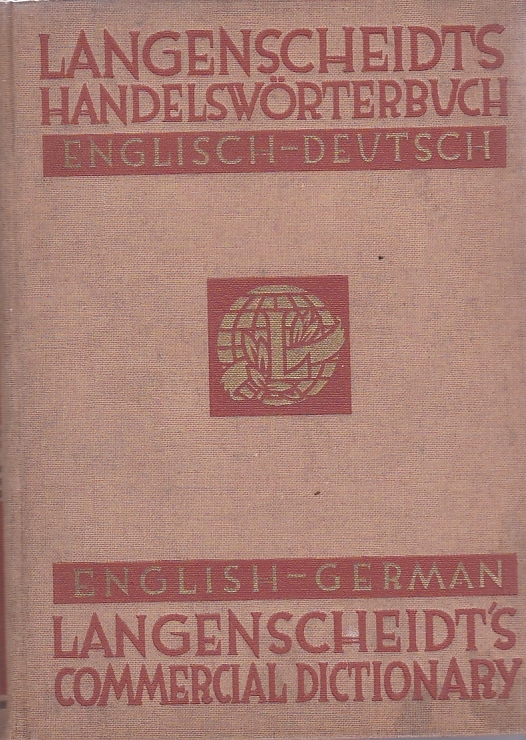 LANGENSCHEIDTS
HANDELSWÖRTERBUCH
ENGLISCH–DEUTSCH
L
ENGLISH–GERMAN
LANGENSCHEIDT'S
COMMERCIAL DICTIONARY